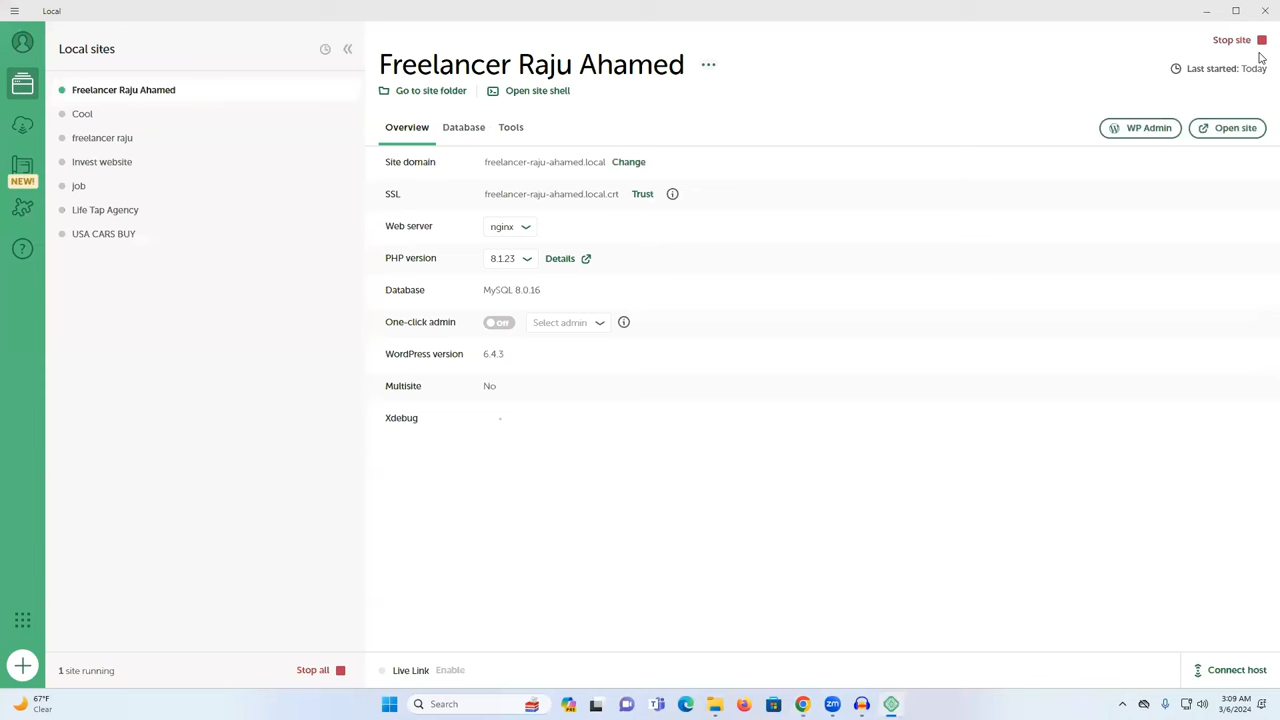 Local
Local sites
Freelancer Raju Ahamed
Cool
freelancer raju
Invest website
Job
Life Tap Agency
USA CARS BUY
NEW!
1 site running
Stop all
Freelancer Raju Ahamed
Stop site
Last started: Today
Go to site folder
Open site shell
Overview
Database
Tools
WP Admin
Open site
Site domain freelancer-raju-ahamed.local Change
SSL freelancer-raju-ahamed.local.crt Trust
Web server nginx
PHP version 8.1.23 Details
Database MySQL 8.0.16
One-click admin Off Select admin
WordPress version 6.4.3
Multisite No
Xdebug -
Live Link Enable
Connect host
67°F
Clear
Search
zm
3:09 AM
3/6/2024